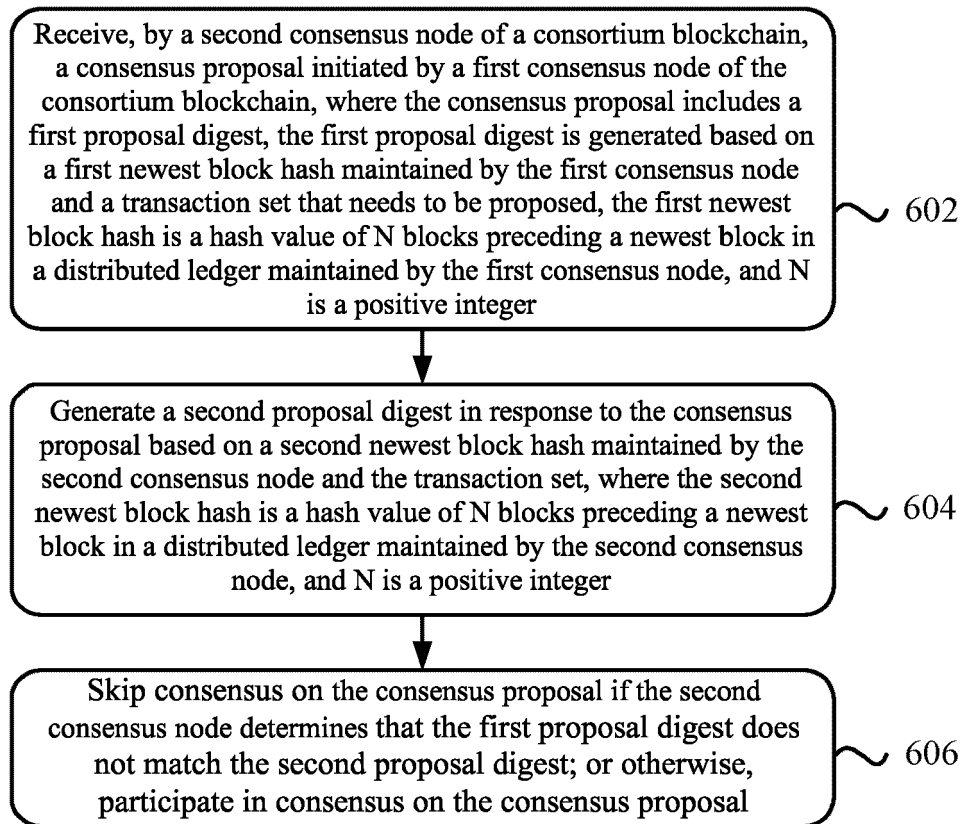 Receive, by a second consensus node of a consortium blockchain,
a consensus proposal initiated by a first consensus node of the
consortium blockchain, where the consensus proposal includes a
first proposal digest, the first proposal digest is generated based on
a first newest block hash maintained by the first consensus node
and a transaction set that needs to be proposed, the first newest
block hash is a hash value of N blocks preceding a newest block in
a distributed ledger maintained by the first consensus node, and N
is a positive integer
602
Generate a second proposal digest in response to the consensus
proposal based on a second newest block hash maintained by the
second consensus node and the transaction set, where the second
newest block hash is a hash value of N blocks preceding a newest
block in a distributed ledger maintained by the second consensus
node, and N is a positive integer
604
Skip consensus on the consensus proposal if the second
consensus node determines that the first proposal digest does
not match the second proposal digest; or otherwise,
participate in consensus on the consensus proposal
606